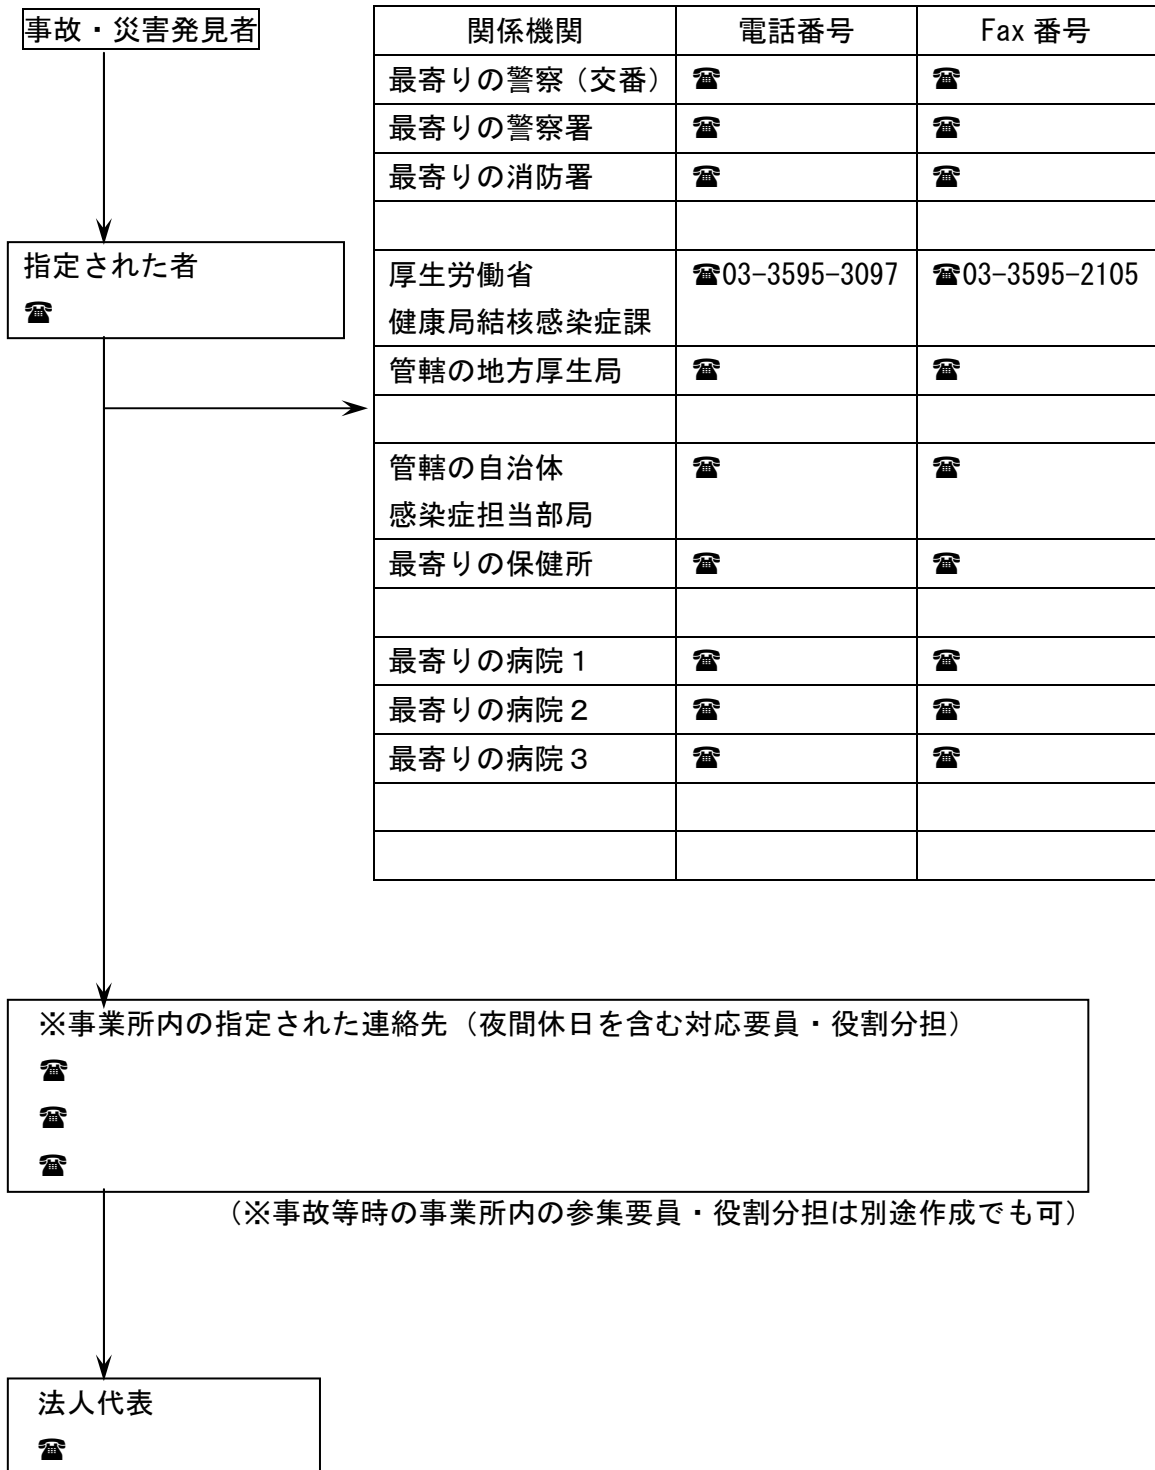 事故・災害発見者
関係機関 電話番号 Fax 番号
最寄りの警察（交番） ☎ ☎
最寄りの警察署 ☎ ☎
最寄りの消防署 ☎ ☎
指定された者
☎
厚生労働省 ☎03-3595-3097 ☎03-3595-2105
健康局結核感染症課
管轄の地方厚生局 ☎ ☎
管轄の自治体 ☎ ☎
感染症担当部局
最寄りの保健所 ☎ ☎
最寄りの病院１ ☎ ☎
最寄りの病院２ ☎ ☎
最寄りの病院３ ☎ ☎
※事業所内の指定された連絡先（夜間休日を含む対応要員・役割分担）
☎
☎
☎
（※事故等時の事業所内の参集要員・役割分担は別途作成でも可）
法人代表
☎